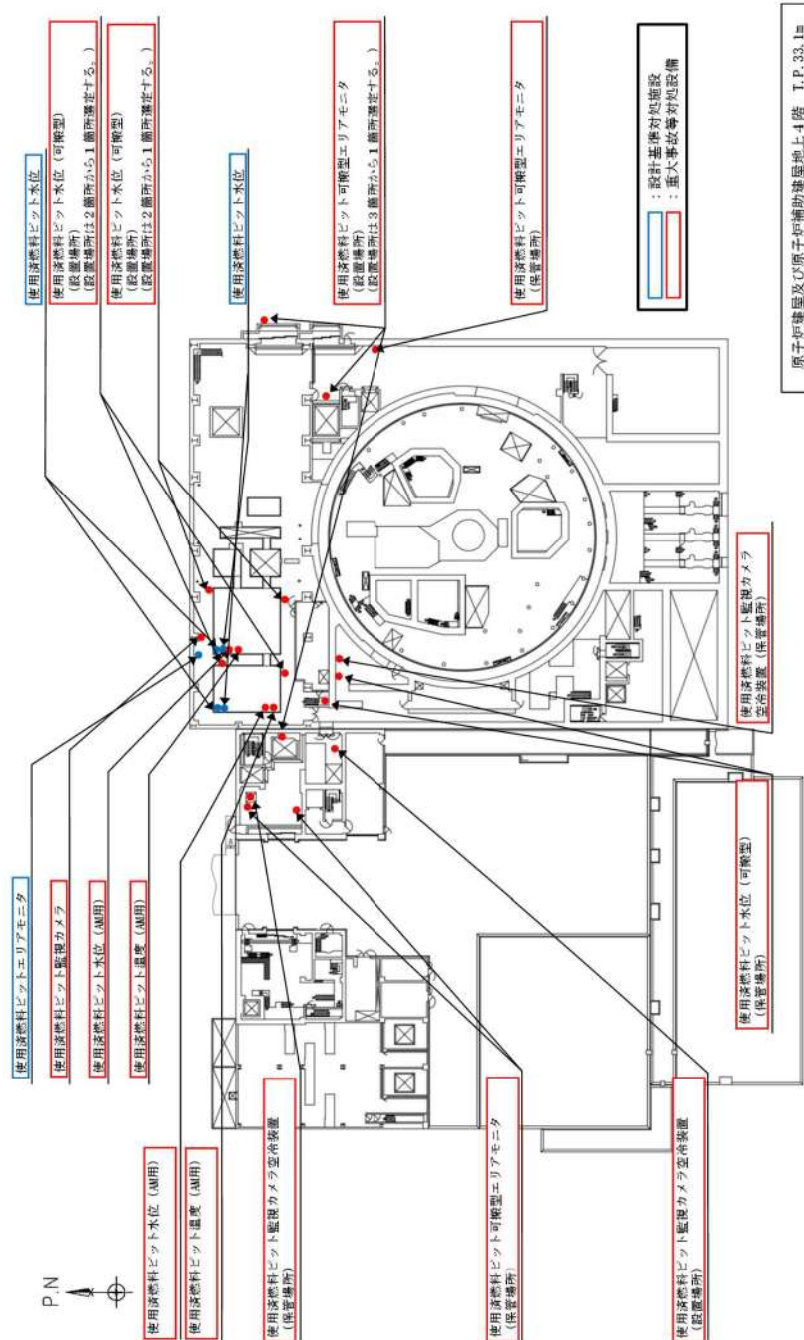 P.N
使用済燃料ピットエリアモニタ
使用済燃料ピット監視カメラ
使用済燃料ピット水位（AM用）
使用済燃料ピット温度（AM用）
使用済燃料ピット水位（AM用）
使用済燃料ピット温度（AM用）
使用済燃料ピット監視カメラ空冷装置
（保管場所）
使用済燃料ピット可搬型エリアモニタ
（保管場所）
使用済燃料ピット監視カメラ空冷装置
（設置場所）
使用済燃料ピット水位
使用済燃料ピット水位（可搬型）
（設置場所）
（設置場所は2箇所から1箇所選定する。）
使用済燃料ピット水位（可搬型）
（設置場所）
（設置場所は2箇所から1箇所選定する。）
使用済燃料ピット水位
使用済燃料ピット可搬型エリアモニタ
（設置場所）
（設置場所は3箇所から1箇所選定する。）
使用済燃料ピット可搬型エリアモニタ
（保管場所）
使用済燃料ピット監視カメラ
空冷装置（保管場所）
使用済燃料ピット水位（可搬型）
（保管場所）
：設計基準対処施設
：重大事故等対処設備
原子炉建屋及び原子炉補助建屋地上4階 T.P.33.1m